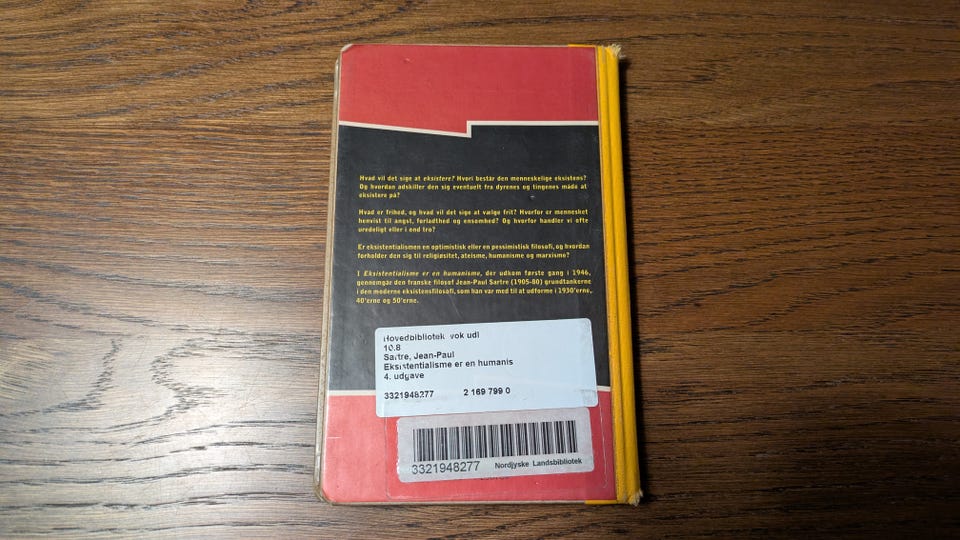 Hvad vil det sige at eksistere? Hvori består den menneskelige eksistens?
Og hvordan adskiller den sig eventuelt fra dyrenes og tingenes måde at
eksistere på?
Hvad er frihed, og hvad vil det sige at vælge frit? Hvorfor er mennesket
henvist til angst, forladthed og ensomhed? Og hvorfor handler vi ofte
uredeligt eller i ond tro?
Er eksistentialismen en optimistisk eller en pessimistisk filosofi, og hvordan
forholder den sig til religiøsitet, ateisme, humanisme og marxisme?
I Eksistentialisme er en humanisme, der udkom første gang i 1946,
gennemgår den franske filosof Jean-Paul Sartre (1905-80) grundtankerne
i den moderne eksistensfilosofi, som han var med til at udforme i 1930'erne,
40'erne og 50'erne.
Hovedbibliotek vok udl
10.8
Sartre, Jean-Paul
Eksistentialisme er en humanis
4. udgave
3321948277 2 169 799 0
3321948277 Nordjyske Landsbibliotek